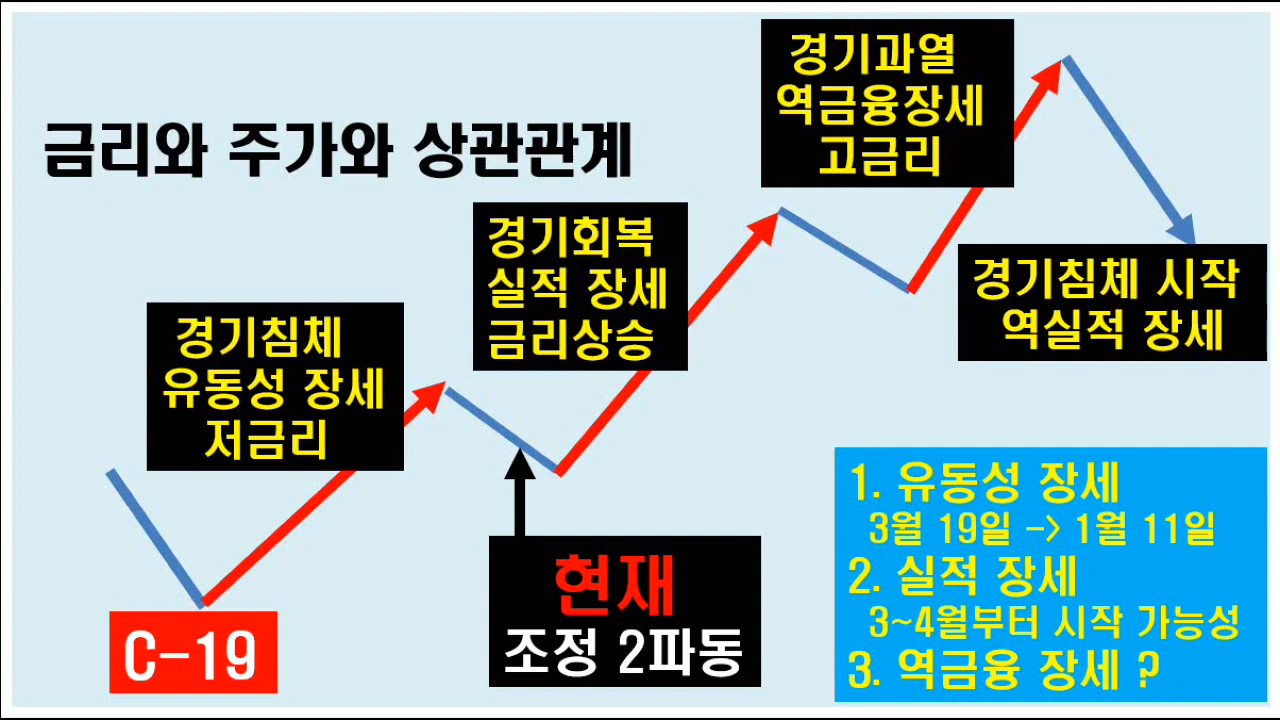 금리와 주가와 상관관계
경기침체
유동성 장세
저금리
경기회복
실적 장세
금리상승
경기과열
역금융장세
고금리
경기침체 시작
역실적 장세
C-19
현재
조정 2파동
1. 유동성 장세
3월 19일 -> 1월 11일
2. 실적 장세
3~4월부터 시작 가능성
3. 역금융 장세 ?